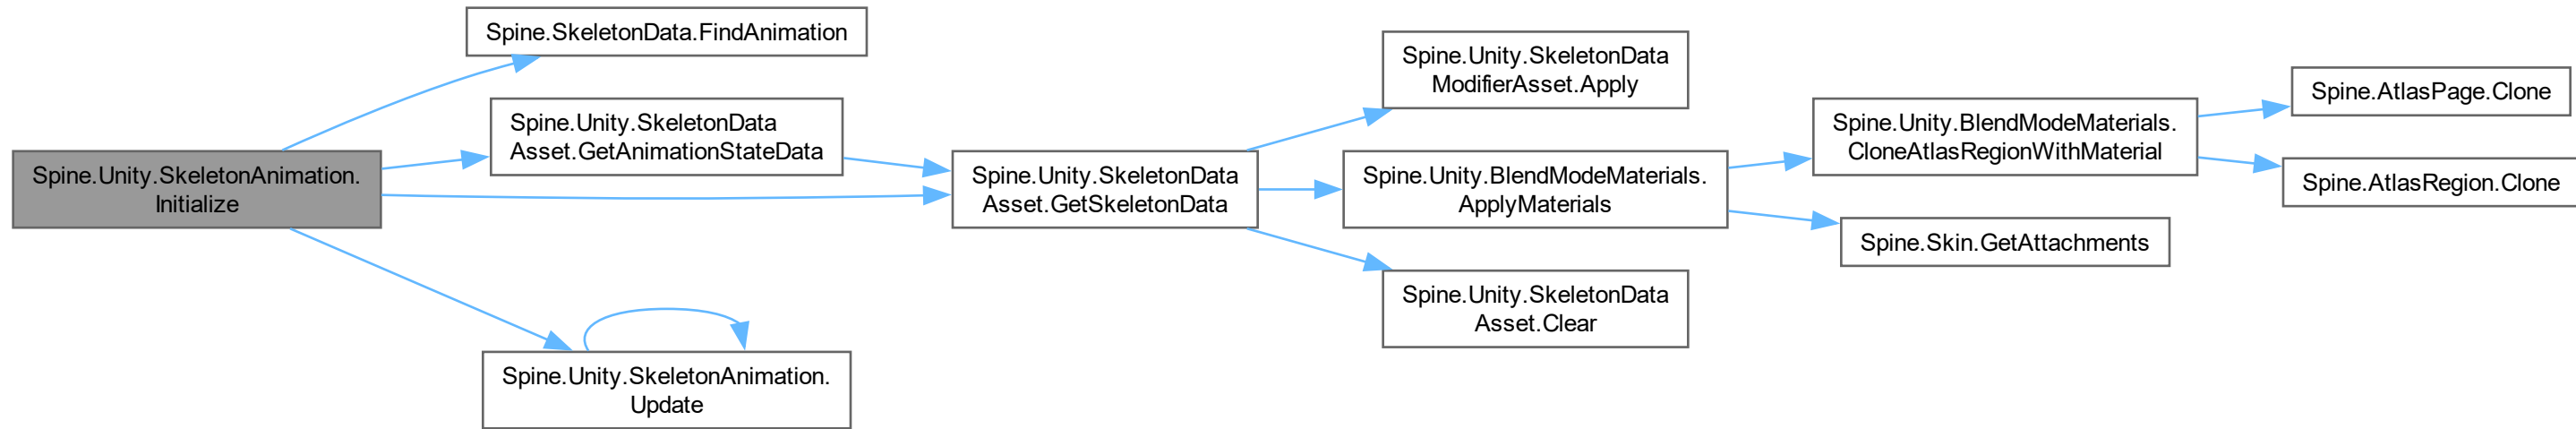 Spine.Unity.SkeletonAnimation.
Initialize
Spine.SkeletonData.FindAnimation
Spine.Unity.SkeletonData
Asset.GetAnimationStateData
Spine.Unity.SkeletonData
Asset.GetSkeletonData
Spine.Unity.SkeletonData
ModifierAsset.Apply
Spine.Unity.BlendModeMaterials.
ApplyMaterials
Spine.Unity.BlendModeMaterials.
CloneAtlasRegionWithMaterial
Spine.AtlasPage.Clone
Spine.AtlasRegion.Clone
Spine.Skin.GetAttachments
Spine.Unity.SkeletonData
Asset.Clear
Spine.Unity.SkeletonAnimation.
Update